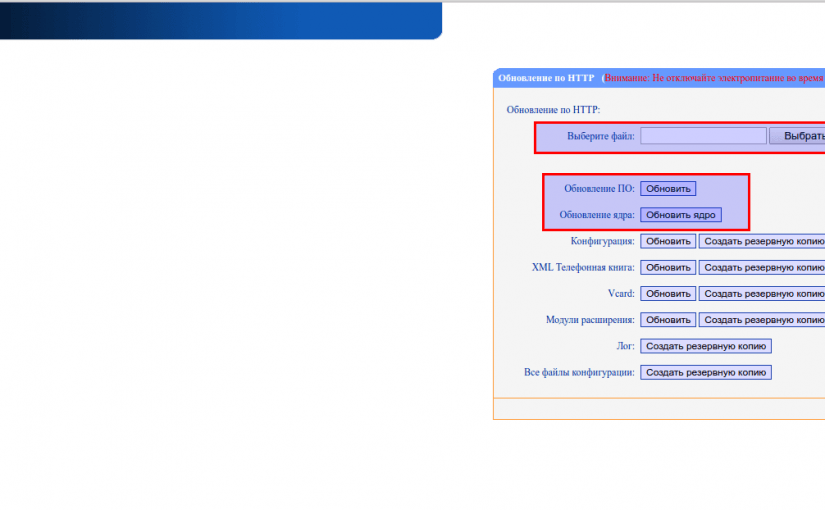 Обновление по HTTP (Внимание: Не отключайте электропитание во время
Обновление по HTTP:
Выберите файл: Выбрать
Обновление ПО: Обновить
Обновление ядра: Обновить ядро
Конфигурация: Обновить Создать резервную копию
XML Телефонная книга: Обновить Создать резервную копию
Vcard: Обновить Создать резервную копию
Модули расширения: Обновить Создать резервную копию
Лог: Создать резервную копию
Все файлы конфигурации: Создать резервную копию